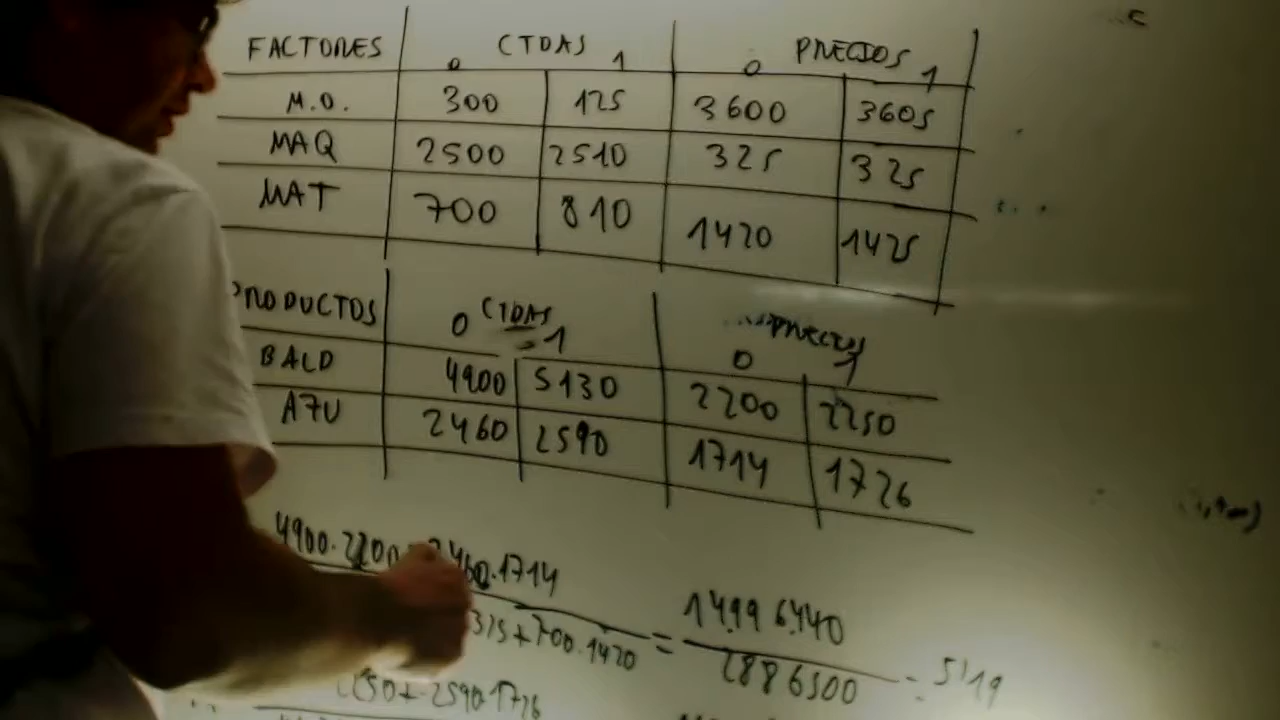 FACTORES CTDAS PRECIOS
0 1 0 1
M.O. 300 125 3600 3605
MAQ 2500 2510 325 325
MAT 700 810 1420 1425
PRODUCTOS CTDAS PRECIOS
0 1 0 1
BALD 4900 5130 2200 2250
AZU 2460 2590 1714 1726
4900.2200 2460.1714
325+700.1420 = 14996440
2886500 = 5'19
2250+2590.1726